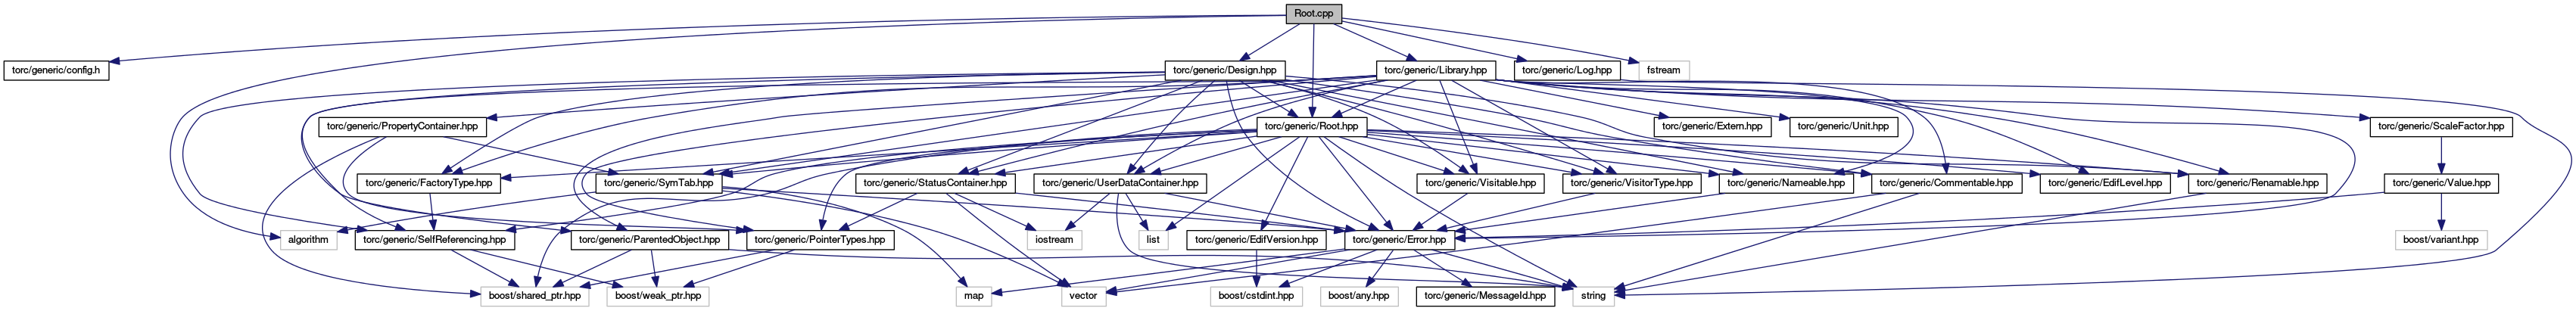 Root.cpp
torc/generic/config.h
torc/generic/Design.hpp
torc/generic/Library.hpp
torc/generic/Log.hpp
fstream
torc/generic/PropertyContainer.hpp
torc/generic/Root.hpp
torc/generic/Extern.hpp
torc/generic/Unit.hpp
torc/generic/ScaleFactor.hpp
torc/generic/FactoryType.hpp
torc/generic/SymTab.hpp
torc/generic/StatusContainer.hpp
torc/generic/UserDataContainer.hpp
torc/generic/Visitable.hpp
torc/generic/VisitorType.hpp
torc/generic/Nameable.hpp
torc/generic/Commentable.hpp
torc/generic/EdifLevel.hpp
torc/generic/Renamable.hpp
torc/generic/Value.hpp
algorithm
torc/generic/SelfReferencing.hpp
torc/generic/ParentedObject.hpp
torc/generic/PointerTypes.hpp
iostream
list
torc/generic/EdifVersion.hpp
torc/generic/Error.hpp
boost/variant.hpp
boost/shared_ptr.hpp
boost/weak_ptr.hpp
map
vector
boost/cstdint.hpp
boost/any.hpp
torc/generic/MessageId.hpp
string